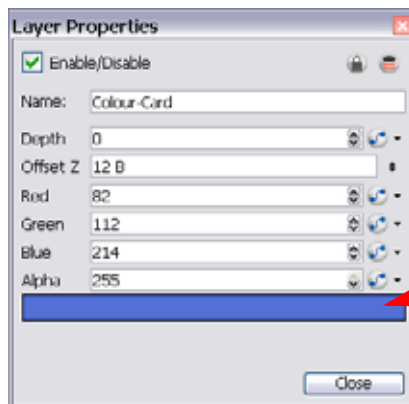 Layer Properties
Enable/Disable
Name: Colour-Card
Depth 0
Offset Z 12 B
Red 82
Green 112
Blue 214
Alpha 255
Close